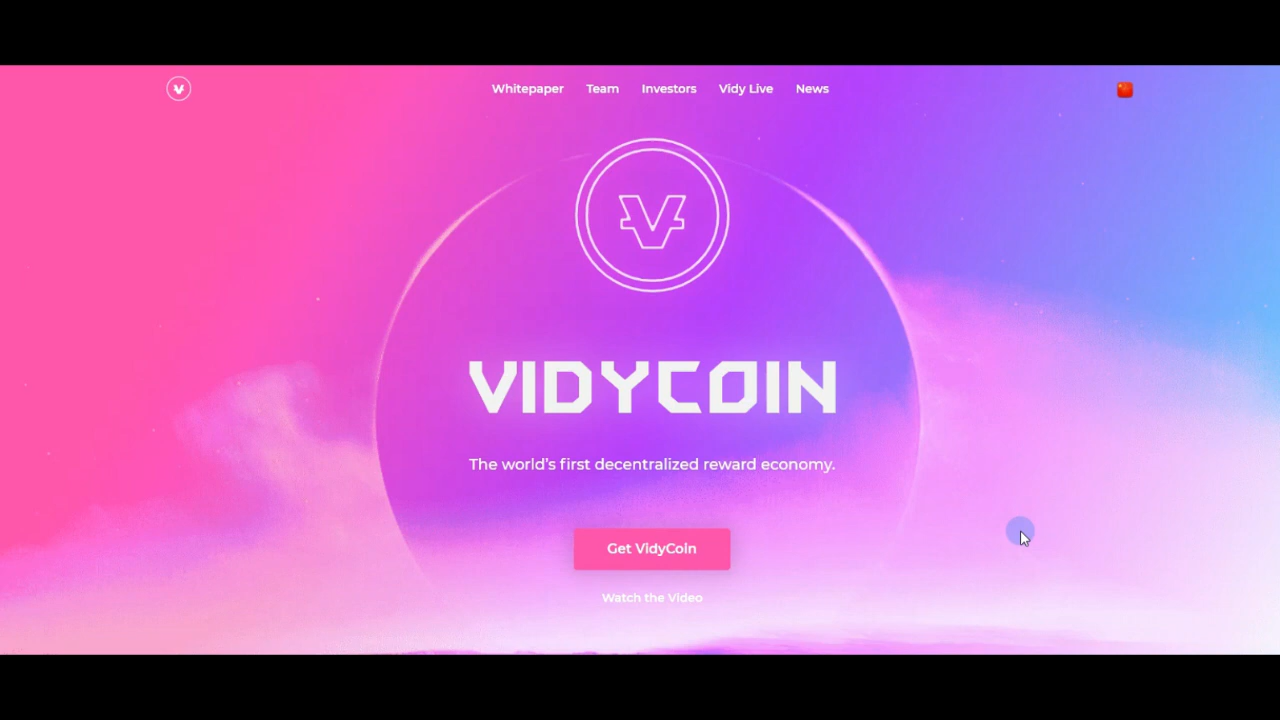 Whitepaper Team Investors Vidy Live News
VIDYCOIN
The world's first decentralized reward economy.
Get VidyCoin
Watch the Video